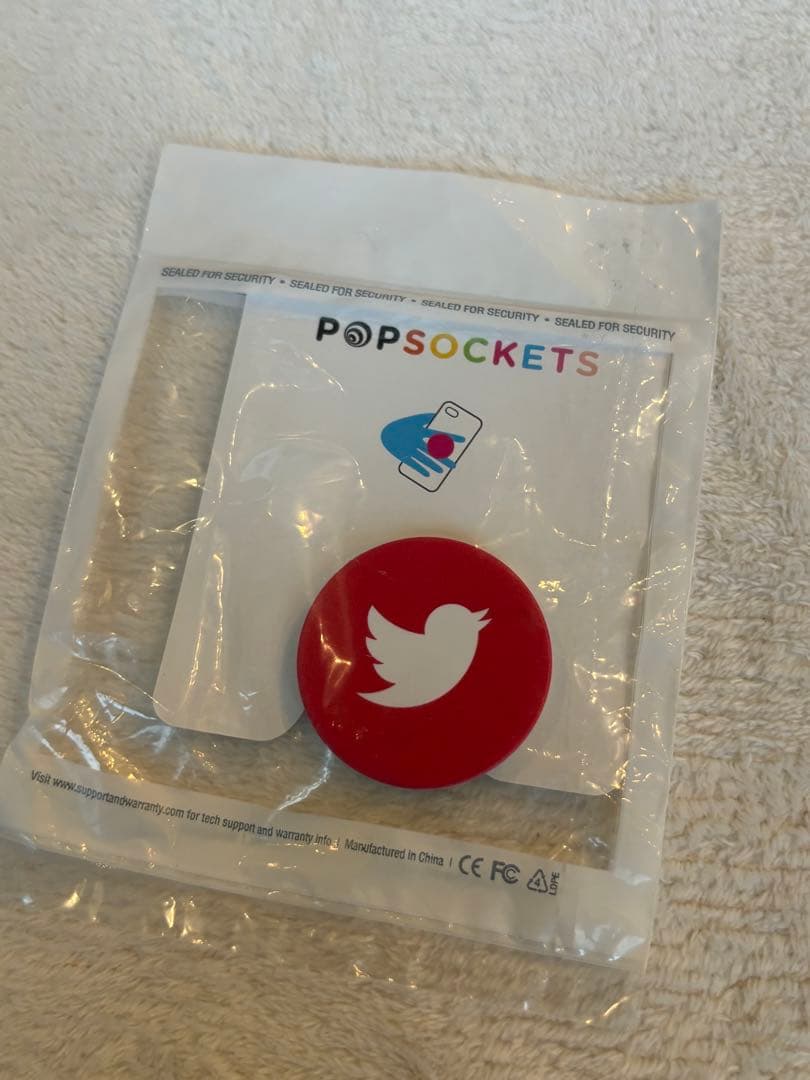 SEALED FOR SECURITY • SEALED FOR SECURITY • SEALED FOR SECURITY • SEALED FOR SECURITY
POPSOCKETS
Visit www.supportandwarranty.com for tech support and warranty info | Manufactured in China | CE FC 4 LDPE